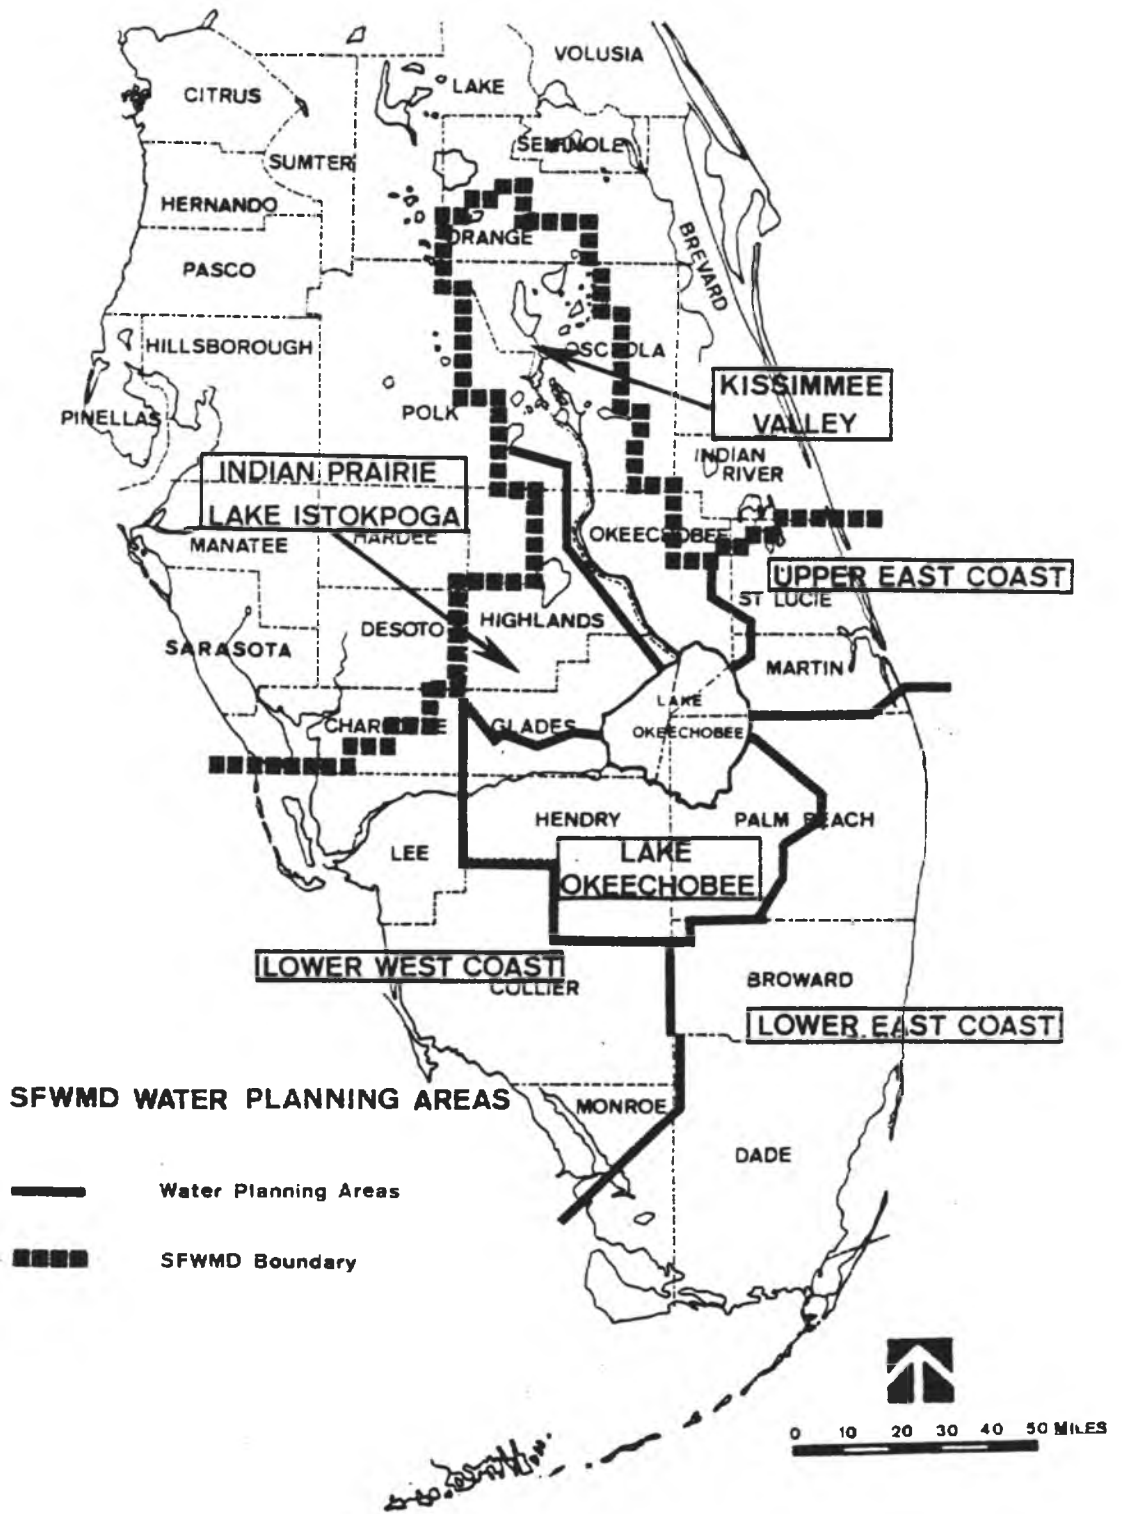 VOLUSIA
LAKE
CITRUS
SEMINOLE
SUMTER
HERNANDO
ORANGE
BREVARD
PASCO
HILLSBOROUGH
OSCEOLA
KISSIMMEE
VALLEY
POLK
PINELLAS
INDIAN
RIVER
INDIAN PRAIRIE
LAKE ISTOKPOGA
OKEECHOBEE
HARDEE
MANATEE
UPPER EAST COAST
ST LUCIE
HIGHLANDS
DESOTO
SARASOTA
MARTIN
LAKE
OKEECHOBEE
CHARLOTTE
GLADES
HENDRY
PALM BEACH
LEE
LAKE
OKEECHOBEE
LOWER WEST COAST
COLLIER
BROWARD
LOWER EAST COAST
SFWMD WATER PLANNING AREAS
MONROE
DADE
Water Planning Areas
SFWMD Boundary
0 10 20 30 40 50 MILES